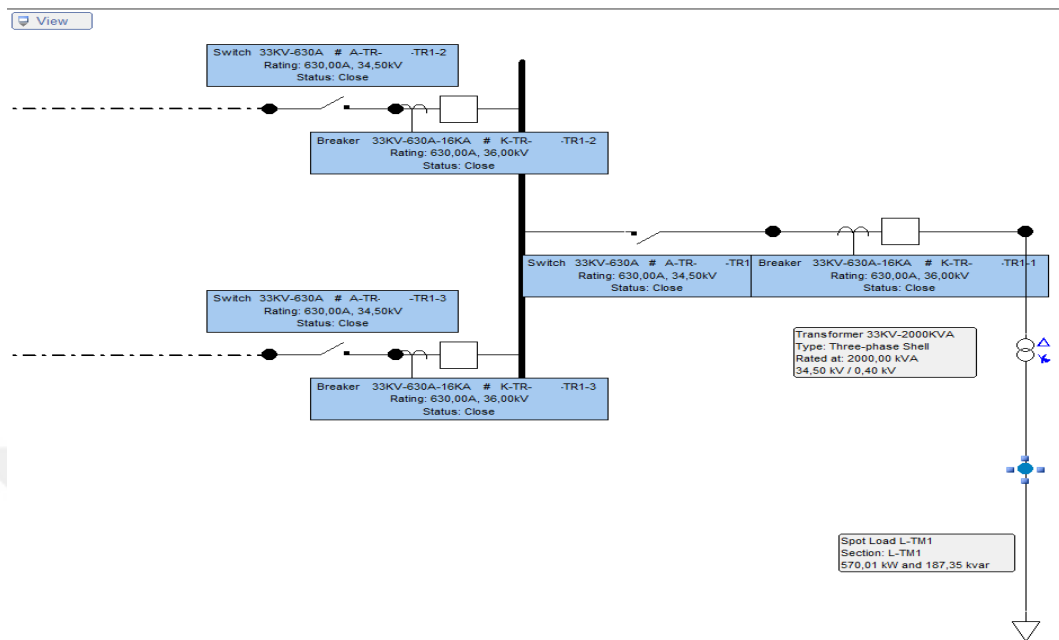 View
Switch 33KV-630A # A-TR- -TR1-2
Rating: 630,00A, 34,50kV
Status: Close
Breaker 33KV-630A-16KA # K-TR- -TR1-2
Rating: 630,00A, 36,00kV
Status: Close
Switch 33KV-630A # A-TR- -TR1
Rating: 630,00A, 34,50kV
Status: Close
Breaker 33KV-630A-16KA # K-TR- -TR1-1
Rating: 630,00A, 36,00kV
Status: Close
Switch 33KV-630A # A-TR- -TR1-3
Rating: 630,00A, 34,50kV
Status: Close
Breaker 33KV-630A-16KA # K-TR- -TR1-3
Rating: 630,00A, 36,00kV
Status: Close
Transformer 33KV-2000KVA
Type: Three-phase Shell
Rated at: 2000,00 kVA
34,50 kV / 0,40 kV
Spot Load L-TM1
Section: L-TM1
570,01 kW and 187,35 kvar